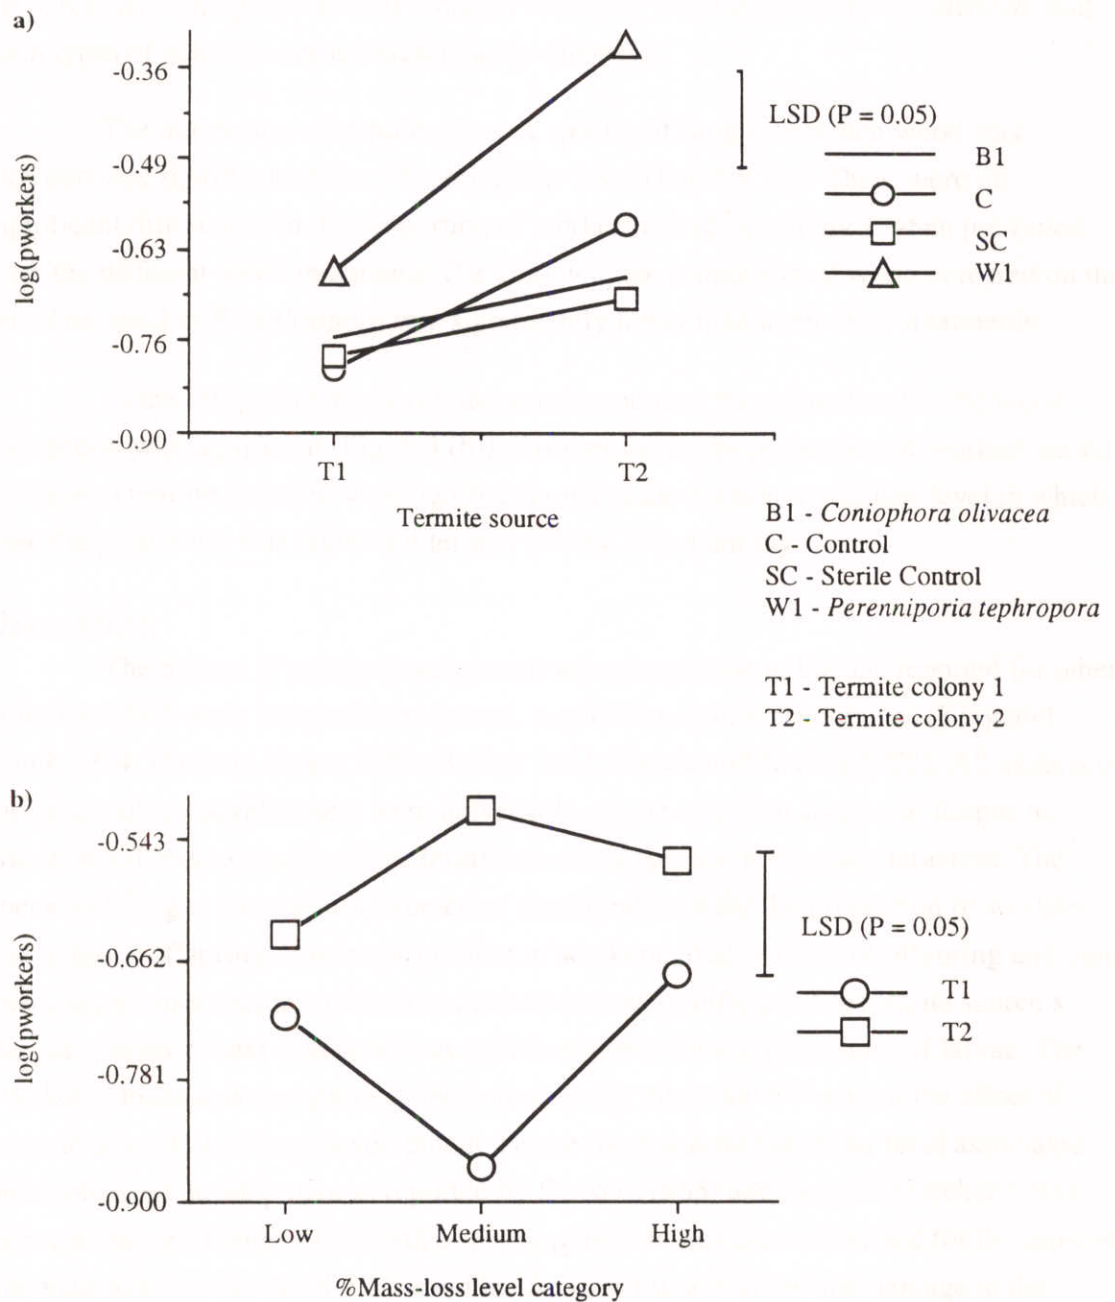 a)
-0.36
-0.49
-0.63
-0.76
-0.90
log(pworkers)
T1
T2
Termite source
LSD (P = 0.05)
B1
C
SC
W1
B1 - Coniophora olivacea
C - Control
SC - Sterile Control
W1 - Perenniporia tephropora
T1 - Termite colony 1
T2 - Termite colony 2
b)
-0.543
-0.662
-0.781
-0.900
log(pworkers)
Low
Medium
High
%Mass-loss level category
LSD (P = 0.05)
T1
T2